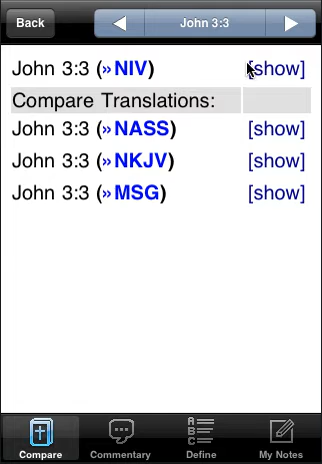 Back John 3:3
John 3:3 (»NIV) [show]
Compare Translations:
John 3:3 (»NASS) [show]
John 3:3 (»NKJV) [show]
John 3:3 (»MSG) [show]
A
B
C
Compare Commentary Define My Notes